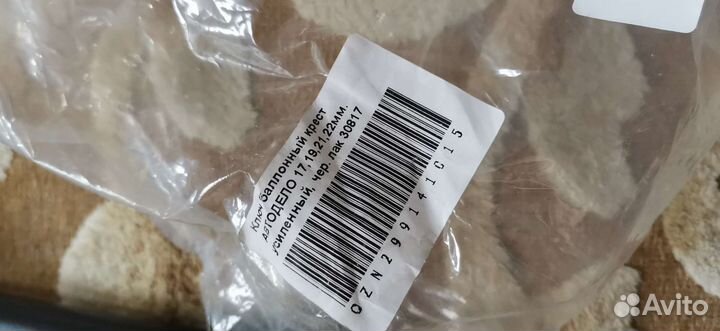 Ключ баллонный крест
АВТОДЕЛО 17,19,21,22мм.
усиленный, чер. лак 30817
OZN299141C15
Avito